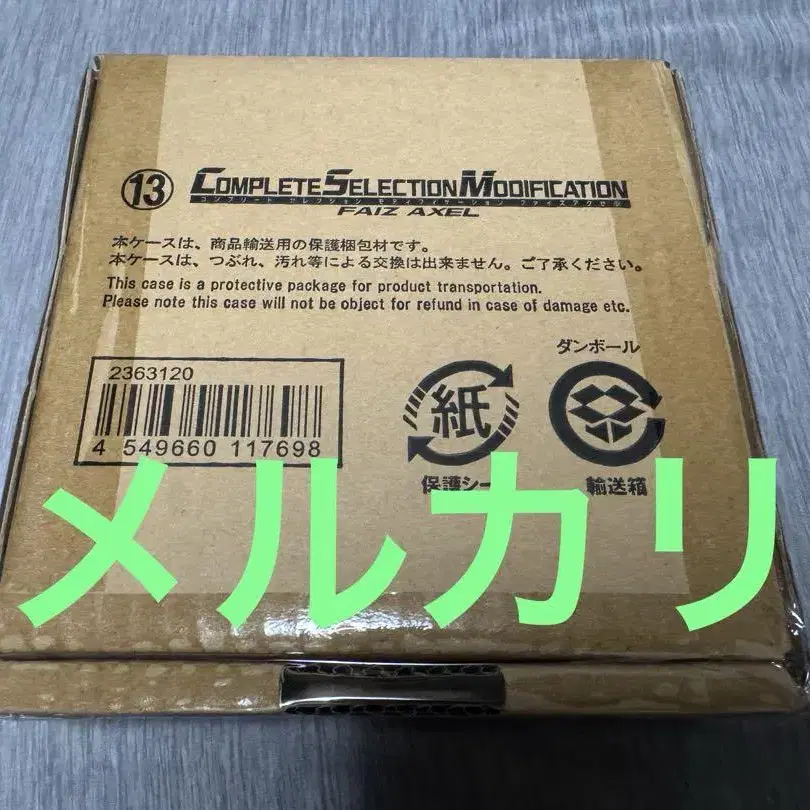 ⑬ COMPLETE SELECTION MODIFICATION
コンプリート セレクション モディフィケーション ファイズアクセル
FAIZ AXEL
本ケースは、商品輸送用の保護梱包材です。
本ケースは、つぶれ、汚れ等による交換は出来ません。ご了承ください。
This case is a protective package for product transportation.
Please note this case will not be object for refund in case of damage etc.
ダンボール
2363120
4 549660 117698
紙
保護シー
輸送箱
メルカリ